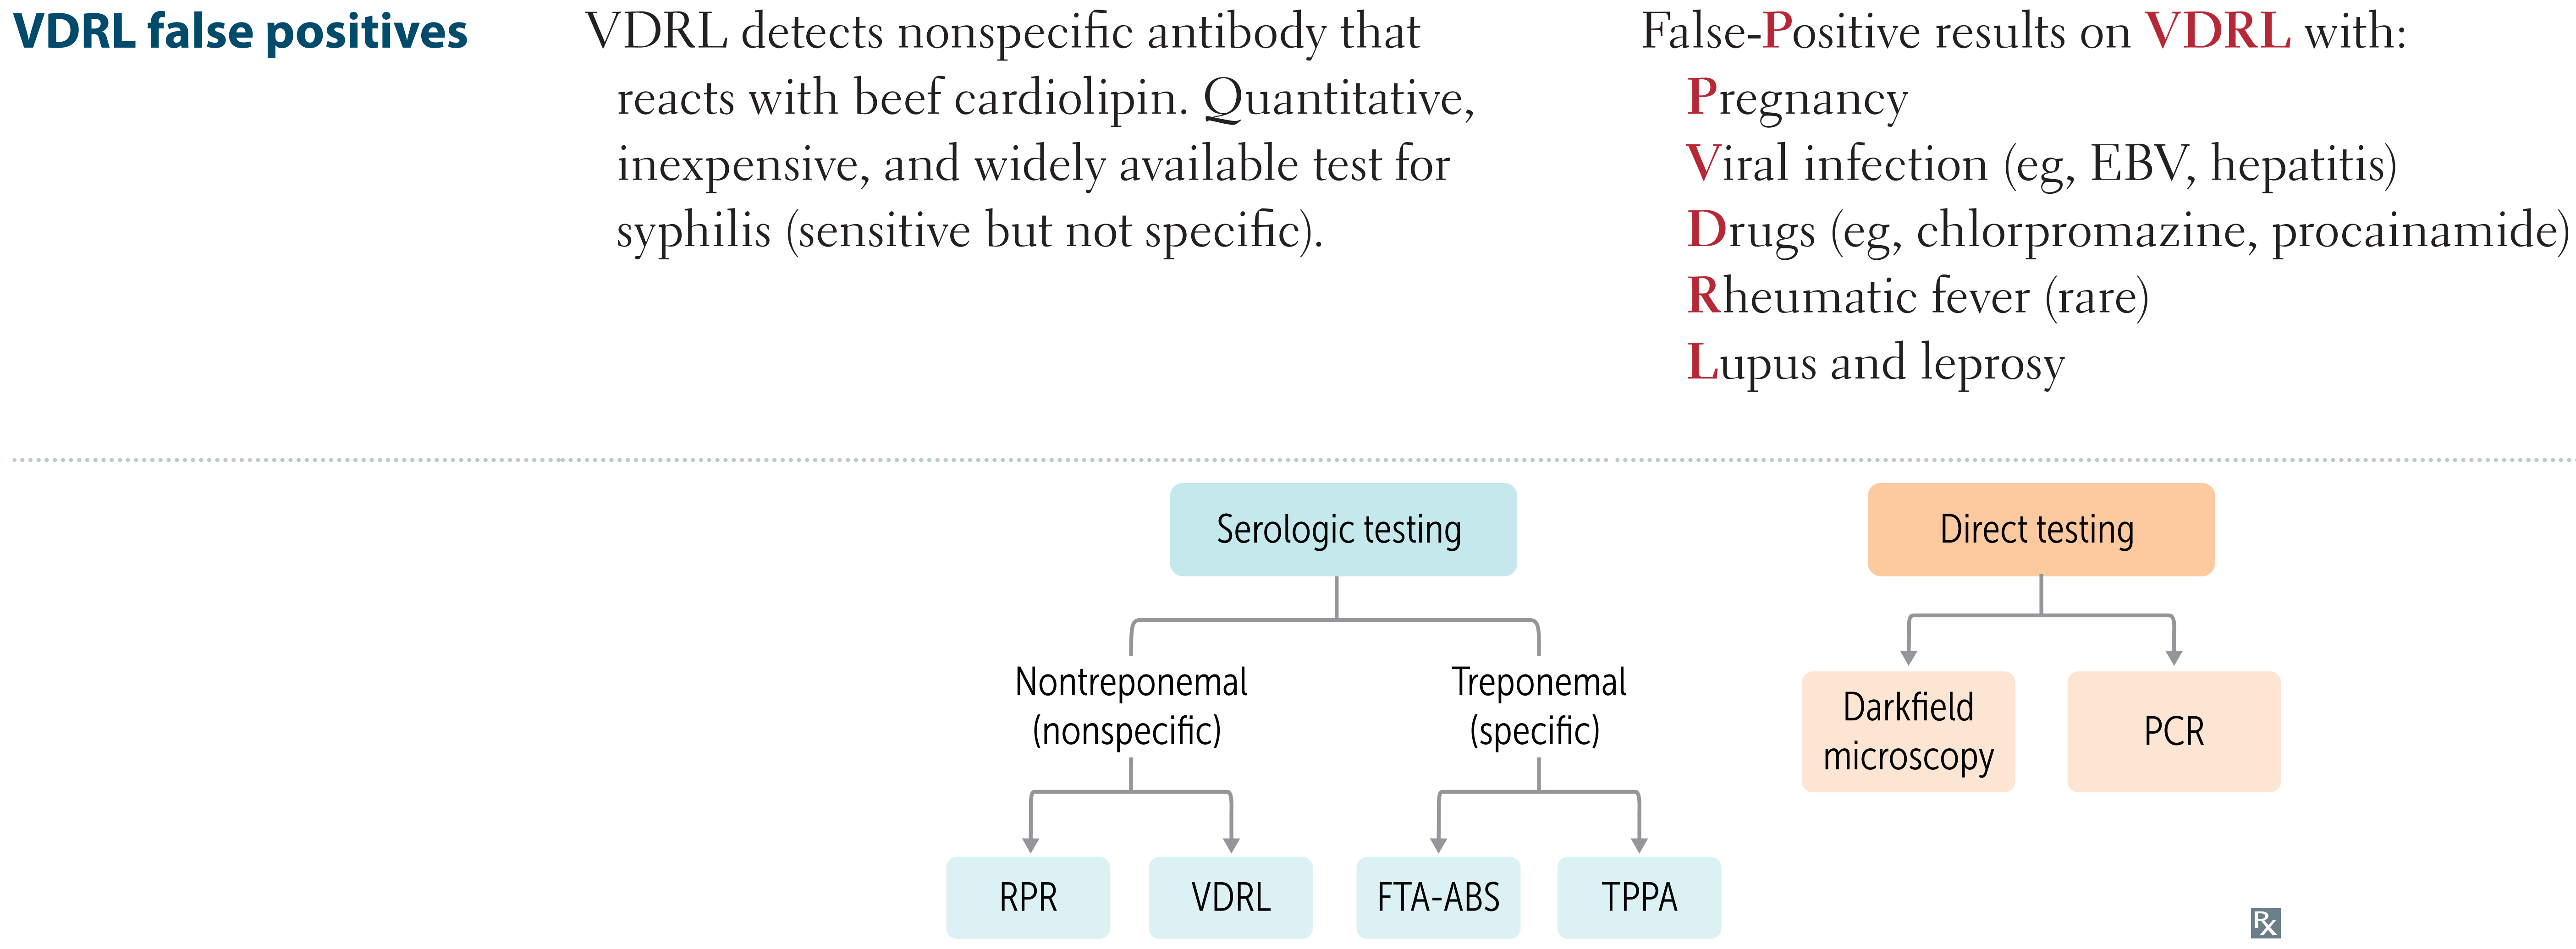 VDRL false positives
VDRL detects nonspecific antibody that
reacts with beef cardiolipin. Quantitative,
inexpensive, and widely available test for
syphilis (sensitive but not specific).
False-Positive results on VDRL with:
Pregnancy
Viral infection (eg, EBV, hepatitis)
Drugs (eg, chlorpromazine, procainamide)
Rheumatic fever (rare)
Lupus and leprosy
Serologic testing
Nontreponemal
(nonspecific)
Treponemal
(specific)
RPR
VDRL
FTA-ABS
TPPA
Direct testing
Darkfield
microscopy
PCR
Rx